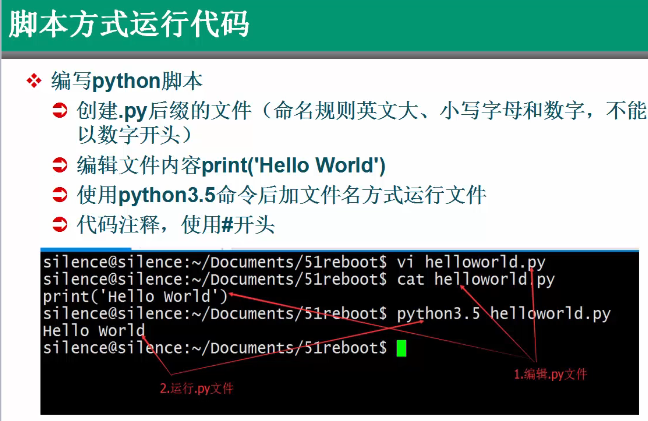 脚本方式运行代码
编写python脚本
创建.py后缀的文件（命名规则英文大、小写字母和数字，不能
以数字开头）
编辑文件内容print('Hello World')
使用python3.5命令后加文件名方式运行文件
代码注释，使用#开头
silence@silence:~/Documents/51reboot$ vi helloworld.py
silence@silence:~/Documents/51reboot$ cat helloworld.py
print('Hello World')
silence@silence:~/Documents/51reboot$ python3.5 helloworld.py
Hello World
silence@silence:~/Documents/51reboot$
1.编辑.py文件
2.运行.py文件